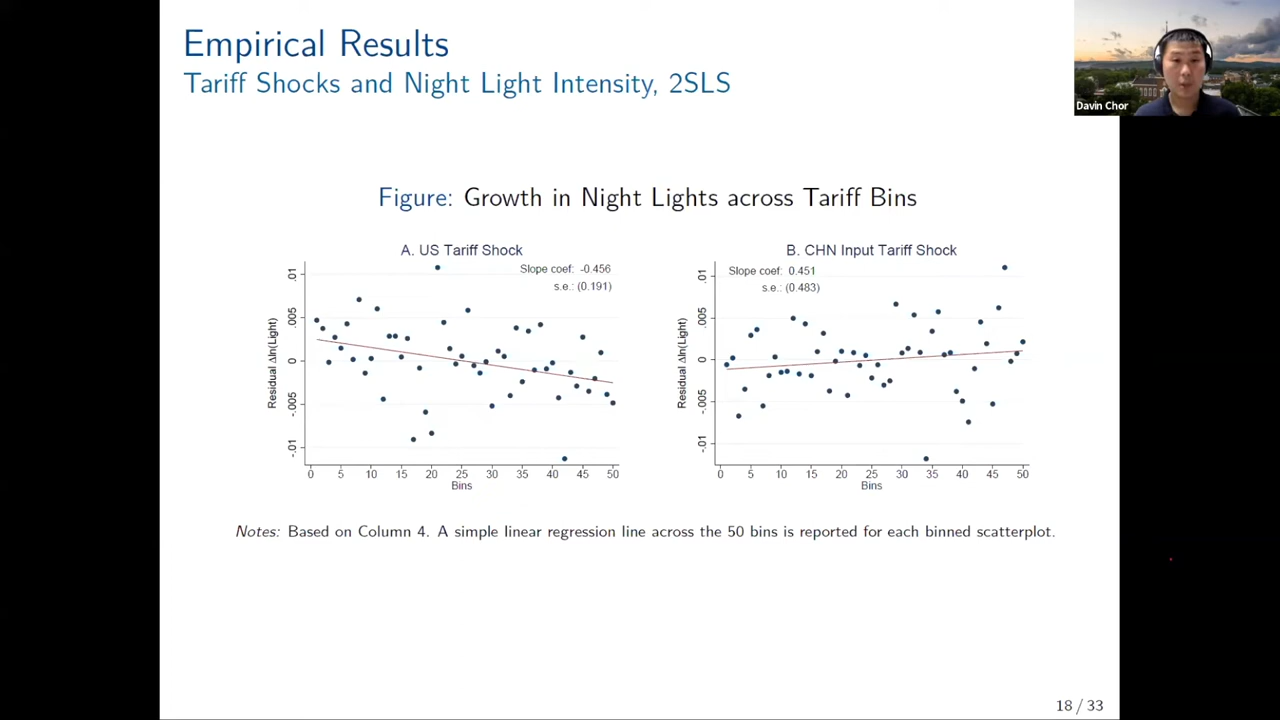 Empirical Results
Tariff Shocks and Night Light Intensity, 2SLS
Davin Chor
Figure: Growth in Night Lights across Tariff Bins
A. US Tariff Shock
Slope coef: -0.456
s.e.: (0.191)
Residual Δln(Light)
.01
.005
0
-.005
-.01
0 5 10 15 20 25 30 35 40 45 50
Bins
B. CHN Input Tariff Shock
Slope coef: 0.451
s.e.: (0.483)
Residual Δln(Light)
.01
.005
0
-.005
-.01
0 5 10 15 20 25 30 35 40 45 50
Bins
Notes: Based on Column 4. A simple linear regression line across the 50 bins is reported for each binned scatterplot.
18 / 33